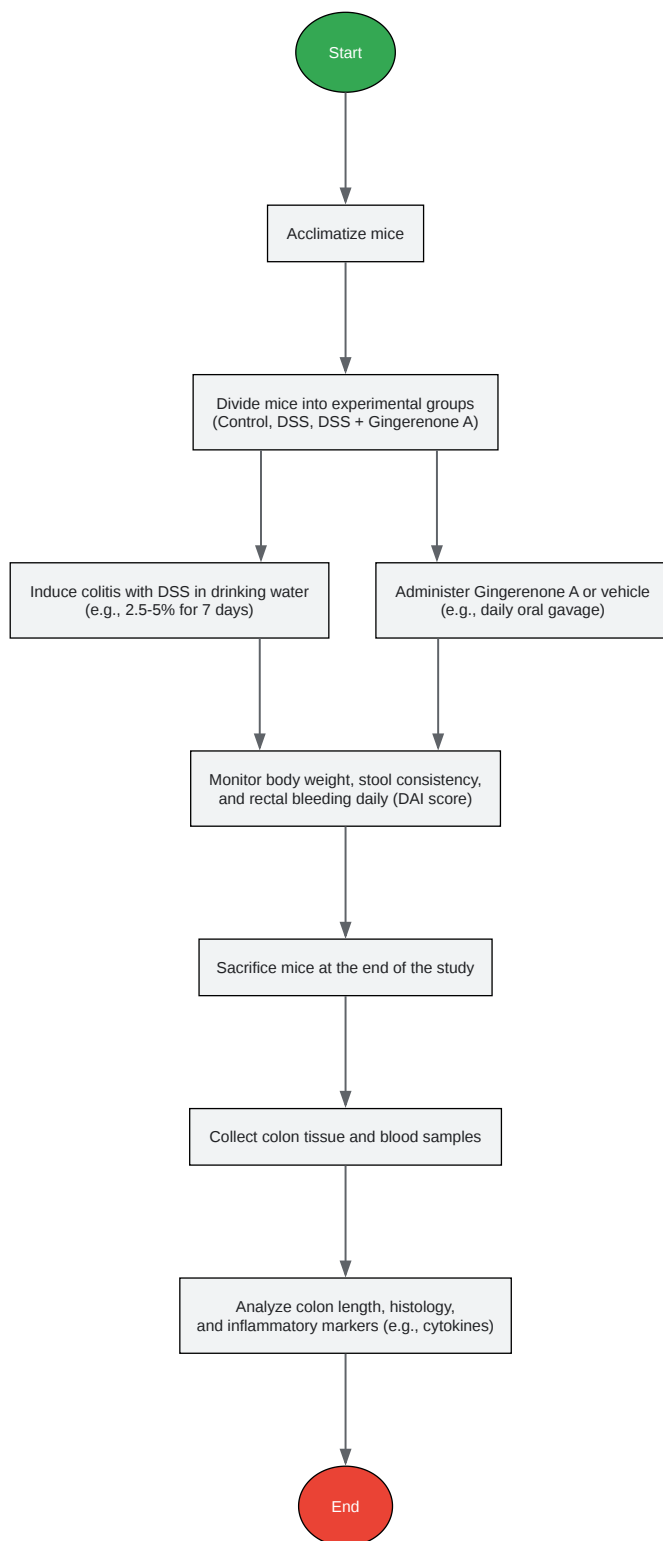 Start
Acclimatize mice
Divide mice into experimental groups
(Control, DSS, DSS + Gingerenone A)
Induce colitis with DSS in drinking water
(e.g., 2.5-5% for 7 days)
Administer Gingerenone A or vehicle
(e.g., daily oral gavage)
Monitor body weight, stool consistency,
and rectal bleeding daily (DAI score)
Sacrifice mice at the end of the study
Collect colon tissue and blood samples
Analyze colon length, histology,
and inflammatory markers (e.g., cytokines)
End